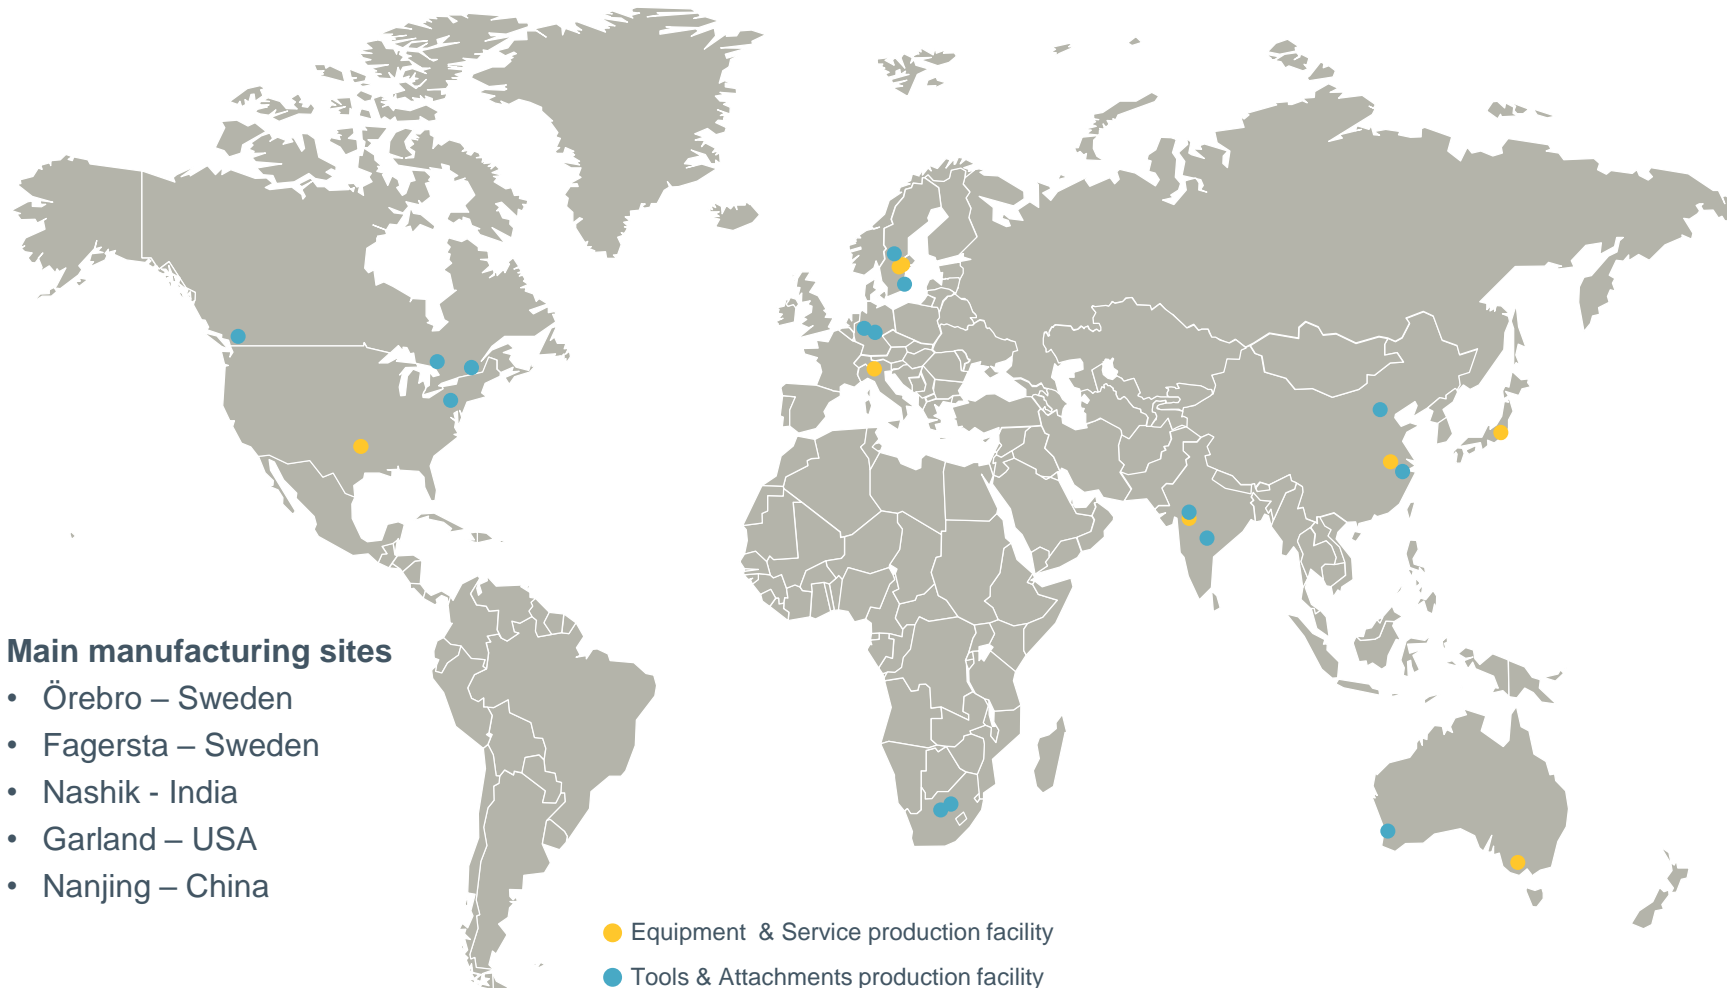 Main manufacturing sites
• Örebro – Sweden
• Fagersta – Sweden
• Nashik - India
• Garland – USA
• Nanjing – China
Equipment & Service production facility
Tools & Attachments production facility